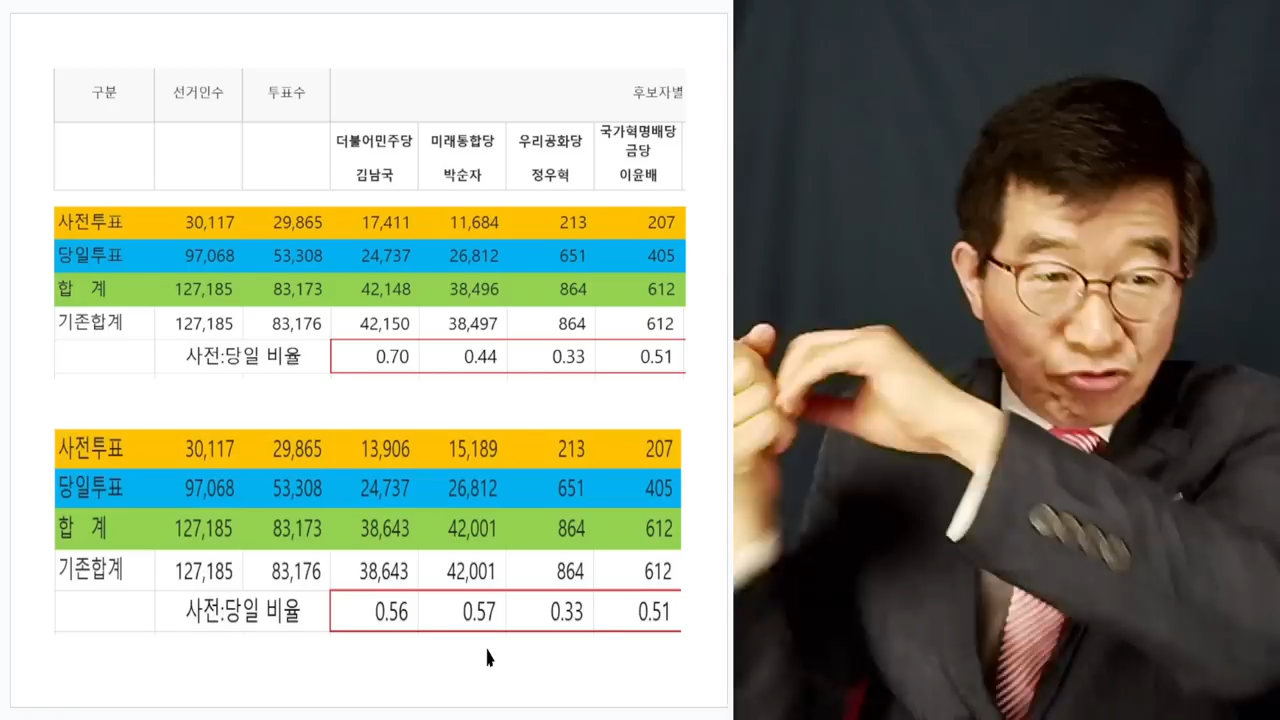 구분 선거인수 투표수 후보자별
더불어민주당 미래통합당 우리공화당 국가혁명배당
금당
김남국 박순자 정우혁 이윤배
사전투표 30,117 29,865 17,411 11,684 213 207
당일투표 97,068 53,308 24,737 26,812 651 405
합 계 127,185 83,173 42,148 38,496 864 612
기존합계 127,185 83,176 42,150 38,497 864 612
사전:당일 비율 0.70 0.44 0.33 0.51
사전투표 30,117 29,865 13,906 15,189 213 207
당일투표 97,068 53,308 24,737 26,812 651 405
합 계 127,185 83,173 38,643 42,001 864 612
기존합계 127,185 83,176 38,643 42,001 864 612
사전:당일 비율 0.56 0.57 0.33 0.51